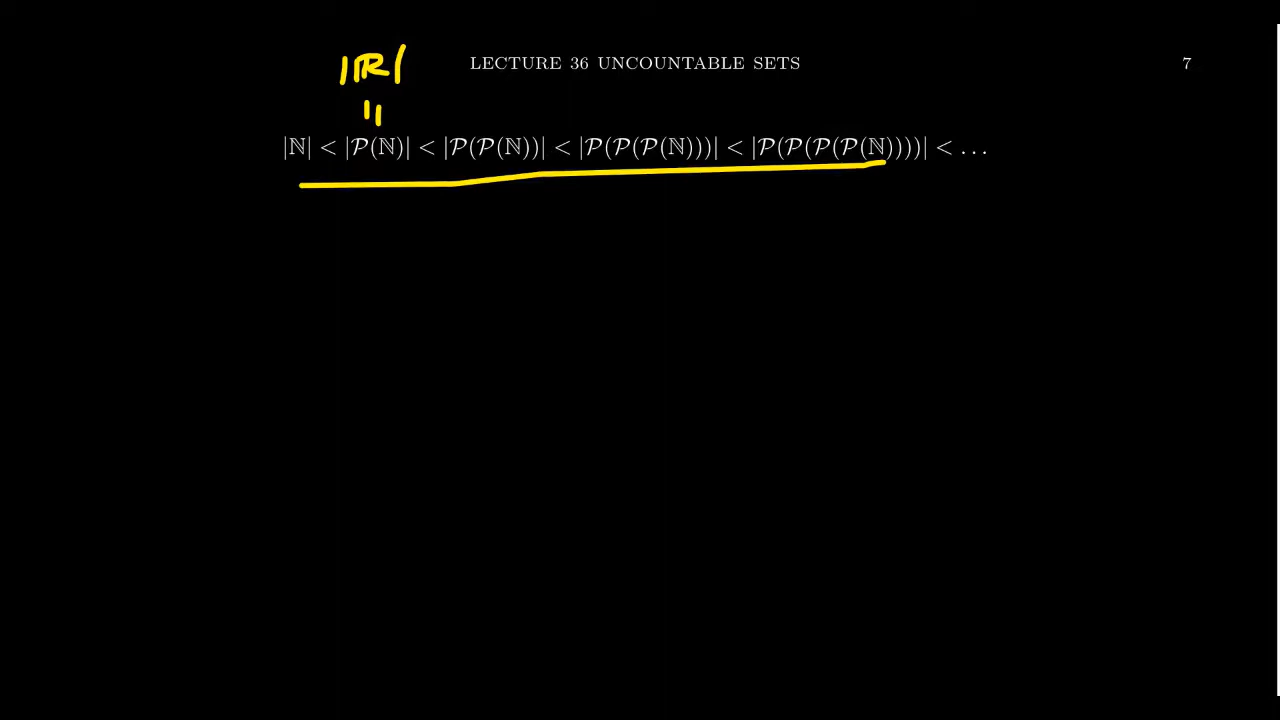 |ℝ|
LECTURE 36 UNCOUNTABLE SETS 7
=
|ℕ| < |𝒫(ℕ)| < |𝒫(𝒫(ℕ))| < |𝒫(𝒫(𝒫(ℕ)))| < |𝒫(𝒫(𝒫(𝒫(ℕ))))| < ...